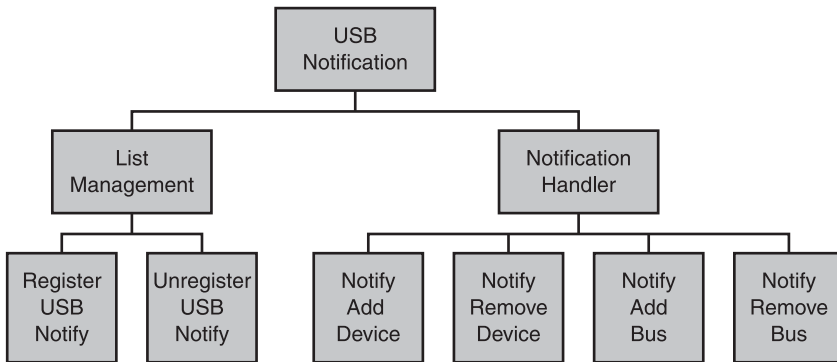 USB
Notification
List
Management
Notification
Handler
Register
USB
Notify
Unregister
USB
Notify
Notify
Add
Device
Notify
Remove
Device
Notify
Add
Bus
Notify
Remove
Bus